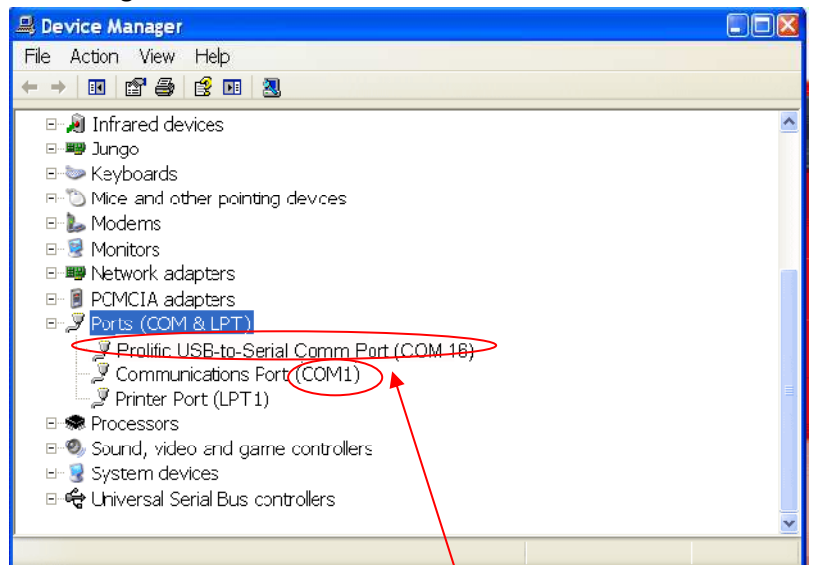 Device Manager
File Action View Help
Infrared devices
Jungo
Keyboards
Mice and other pointing devices
Modems
Monitors
Network adapters
PCMCIA adapters
Ports (COM & LPT)
Prolific USB-to-Serial Comm Port (COM 16)
Communications Port (COM1)
Printer Port (LPT1)
Processors
Sound, video and game controllers
System devices
Universal Serial Bus controllers